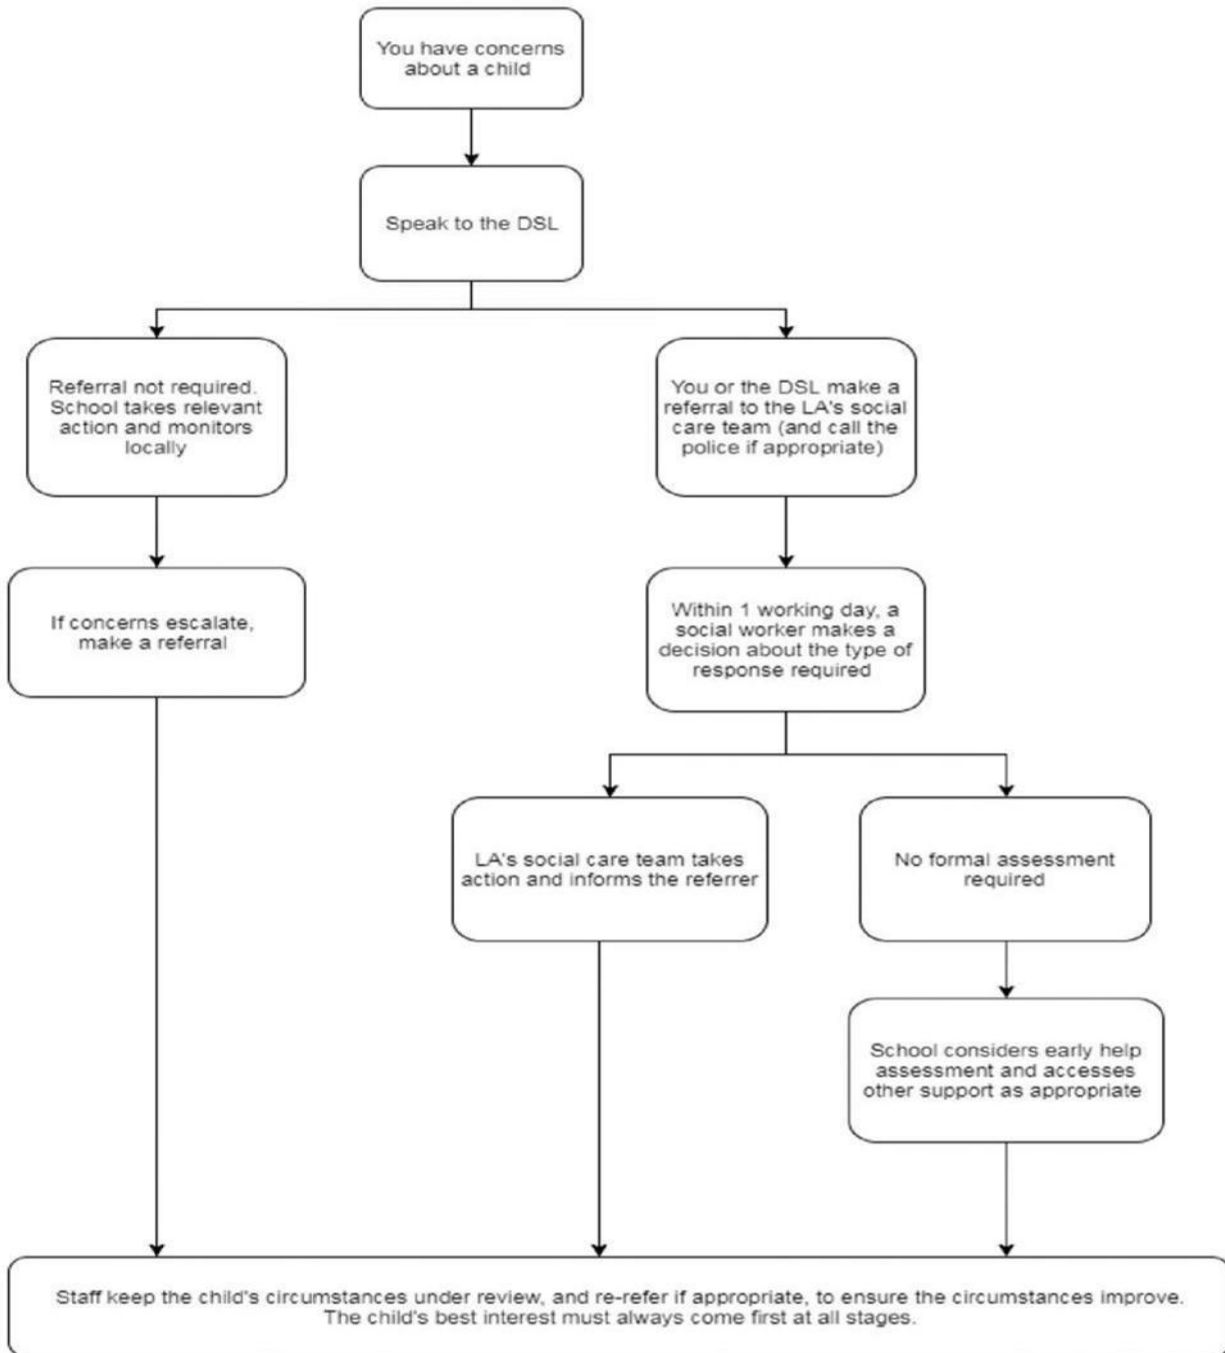 You have concerns
about a child
Speak to the DSL
Referral not required.
School takes relevant
action and monitors
locally
You or the DSL make a
referral to the LA's social
care team (and call the
police if appropriate)
If concerns escalate,
make a referral
Within 1 working day, a
social worker makes a
decision about the type of
response required
LA's social care team takes
action and informs the referrer
No formal assessment
required
School considers early help
assessment and accesses
other support as appropriate
Staff keep the child's circumstances under review, and re-refer if appropriate, to ensure the circumstances improve.
The child's best interest must always come first at all stages.